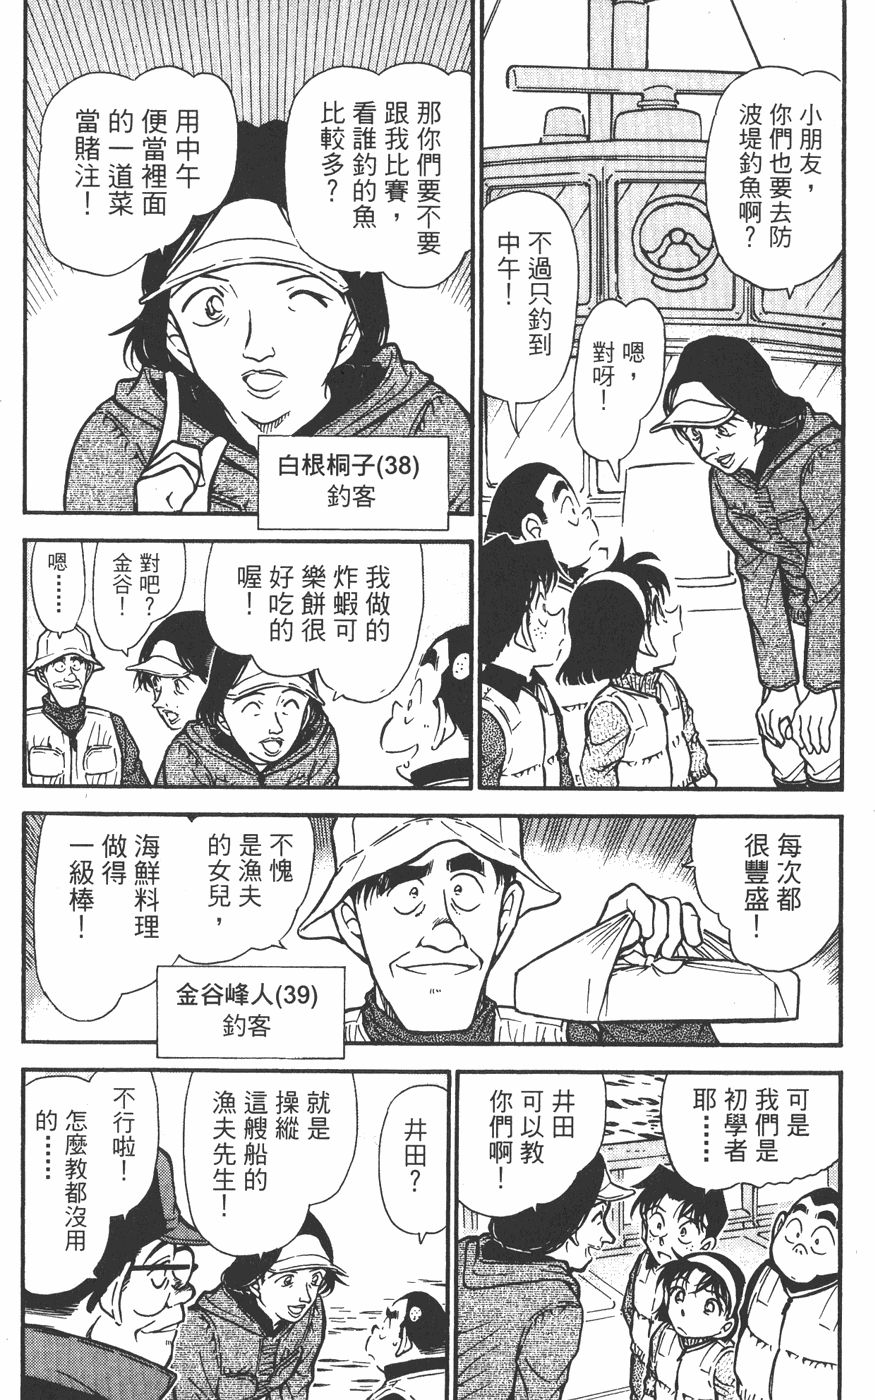 小朋友，
你們也要去防
波堤釣魚啊？
嗯，
對呀！
不過只釣到
中午！
那你們要不要
跟我比賽，
看誰釣的魚
比較多？
用中午
便當裡面
的一道菜
當賭注！
白根桐子(38)
釣客
我做的
炸蝦可
樂餅很
好吃的
喔！
對吧？
金谷！
嗯……
每次都
很豐盛！
不愧
是漁夫
的女兒，
海鮮料理
做得
一級棒！
金谷峰人(39)
釣客
可是
我們是
初學者
耶……
井田
可以教
你們啊！
井田？
就是
操縱
這艘船的
漁夫先生！
不行啦！
怎麼教都沒用
的……